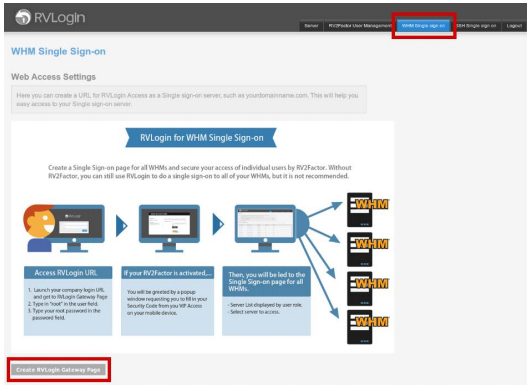 RVLogin
Server RV2Factor User Management WHM Single sign on SSH Single sign on Logout
WHM Single Sign-on
Web Access Settings
Here you can create a URL for RVLogin Access as a Single sign-on server, such as yourdomainname.com. This will help you
easy access to your Single sign-on server.
RVLogin for WHM Single Sign-on
Create a Single Sign-on page for all WHMs and secure your access of individual users by RV2Factor. Without
RV2Factor, you can still use RVLogin to do a single sign-on to all of your WHMs, but it is not recommended.
WHM
WHM
WHM
WHM
Access RVLogin URL
1. Launch your company login URL
and get to RVLogin Gateway Page
2. Type in "root" in the user field.
3. Type your root password in the
password field.
If your RV2Factor is activated,...
You will be greeted by a popup
window requesting you to fill in your
Security Code from you VIP Access
on your mobile device.
Then, you will be led to the
Single Sign-on page for all
WHMs.
- Server List displayed by user role.
- Select server to access.
Create RVLogin Gateway Page